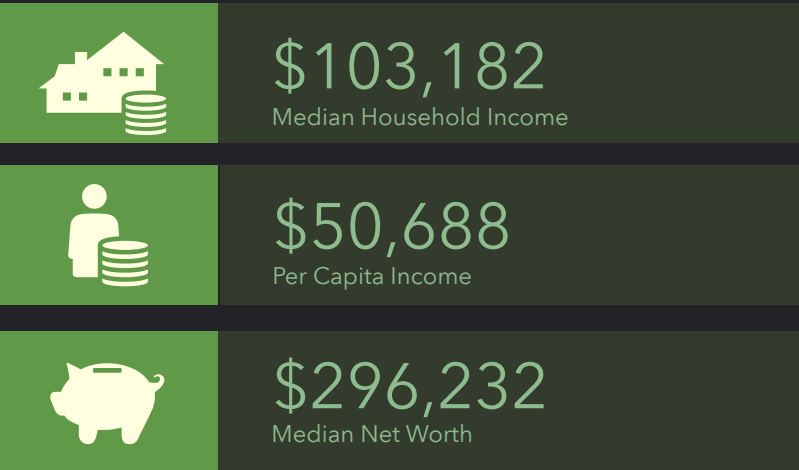 $103,182
Median Household Income
$50,688
Per Capita Income
$296,232
Median Net Worth